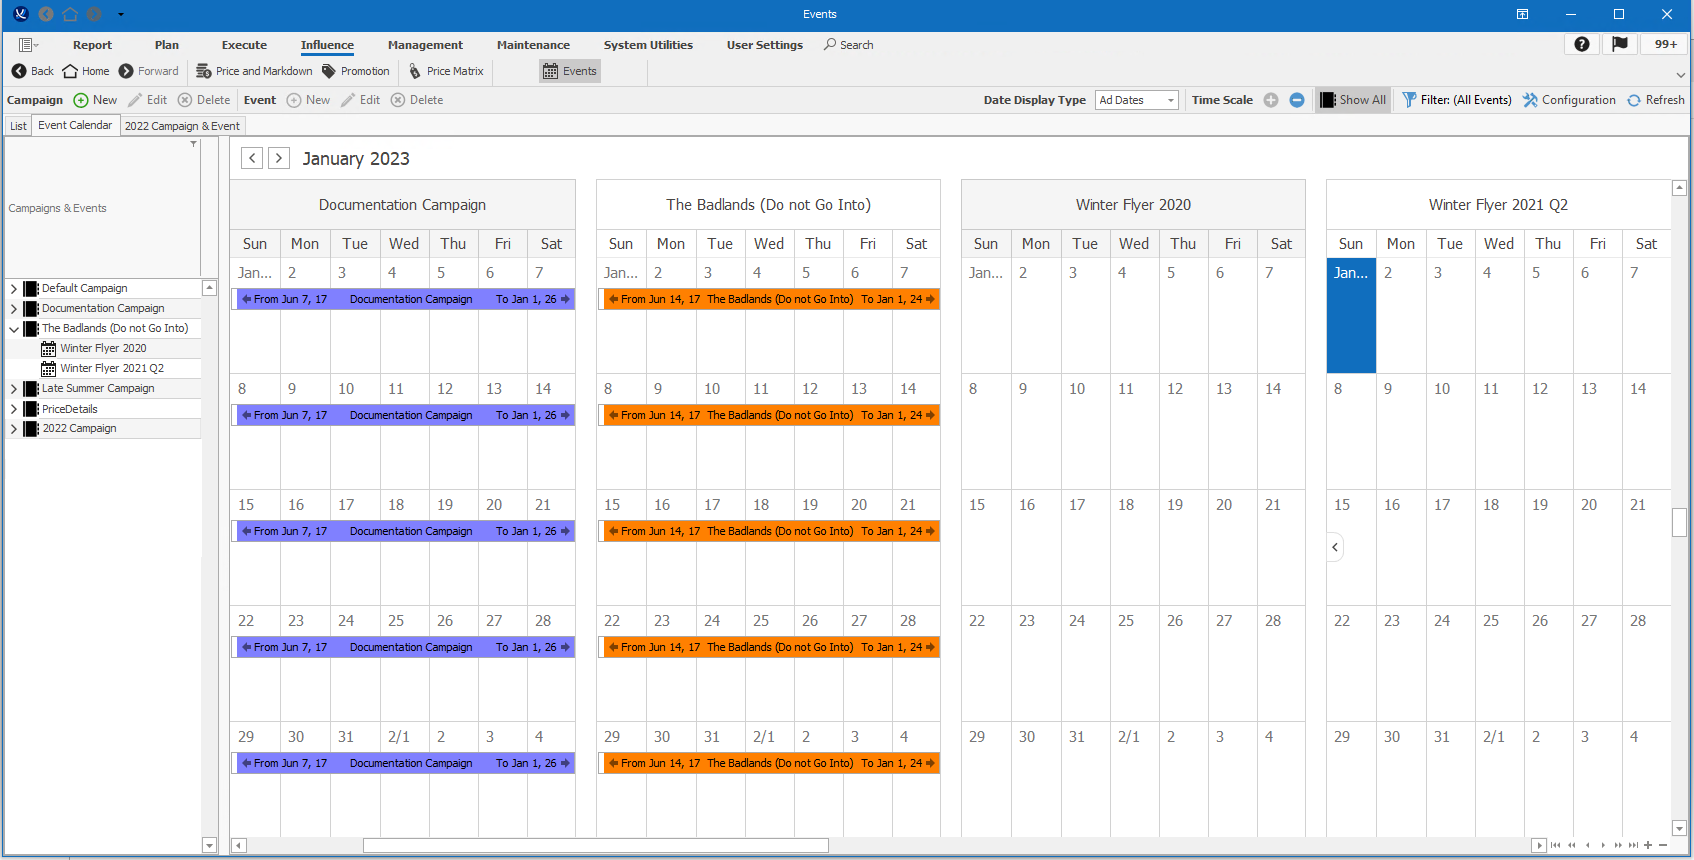 Events
Report Plan Execute Influence Management Maintenance System Utilities User Settings Search 99+
Back Home Forward Price and Markdown Promotion Price Matrix Events
Campaign New Edit Delete Event New Edit Delete Date Display Type Ad Dates Time Scale Show All Filter: (All Events) Configuration Refresh
List Event Calendar 2022 Campaign & Event
Campaigns & Events
Default Campaign
Documentation Campaign
The Badlands (Do not Go Into)
Winter Flyer 2020
Winter Flyer 2021 Q2
Late Summer Campaign
PriceDetails
2022 Campaign
January 2023
Documentation Campaign The Badlands (Do not Go Into) Winter Flyer 2020 Winter Flyer 2021 Q2
Sun Mon Tue Wed Thu Fri Sat Sun Mon Tue Wed Thu Fri Sat Sun Mon Tue Wed Thu Fri Sat Sun Mon Tue Wed Thu Fri Sat
Jan... 2 3 4 5 6 7 Jan... 2 3 4 5 6 7 Jan... 2 3 4 5 6 7 Jan... 2 3 4 5 6 7
From Jun 7, 17 Documentation Campaign To Jan 1, 26 From Jun 14, 17 The Badlands (Do not Go Into) To Jan 1, 24
8 9 10 11 12 13 14 8 9 10 11 12 13 14 8 9 10 11 12 13 14 8 9 10 11 12 13 14
From Jun 7, 17 Documentation Campaign To Jan 1, 26 From Jun 14, 17 The Badlands (Do not Go Into) To Jan 1, 24
15 16 17 18 19 20 21 15 16 17 18 19 20 21 15 16 17 18 19 20 21 15 16 17 18 19 20 21
From Jun 7, 17 Documentation Campaign To Jan 1, 26 From Jun 14, 17 The Badlands (Do not Go Into) To Jan 1, 24
22 23 24 25 26 27 28 22 23 24 25 26 27 28 22 23 24 25 26 27 28 22 23 24 25 26 27 28
From Jun 7, 17 Documentation Campaign To Jan 1, 26 From Jun 14, 17 The Badlands (Do not Go Into) To Jan 1, 24
29 30 31 2/1 2 3 4 29 30 31 2/1 2 3 4 29 30 31 2/1 2 3 4 29 30 31 2/1 2 3 4
From Jun 7, 17 Documentation Campaign To Jan 1, 26 From Jun 14, 17 The Badlands (Do not Go Into) To Jan 1, 24